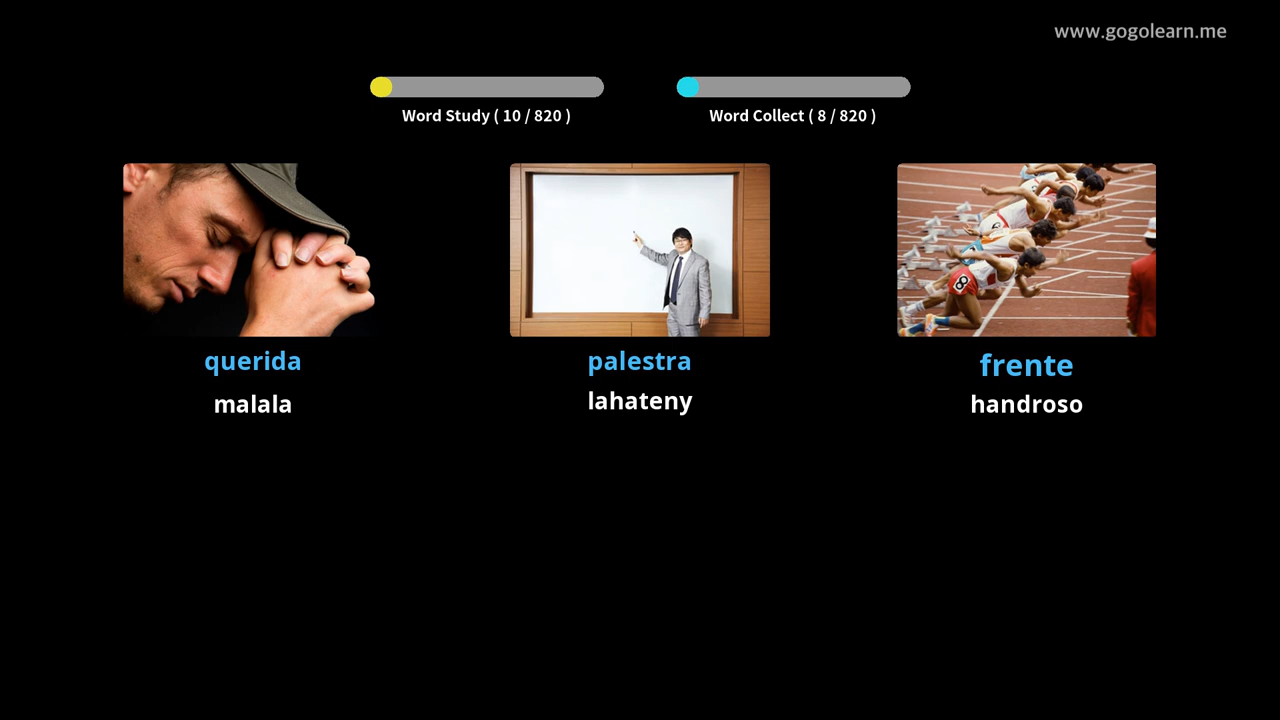 www.gogolearn.me
Word Study ( 10 / 820 )
Word Collect ( 8 / 820 )
querida
malala
palestra
lahateny
frente
handroso